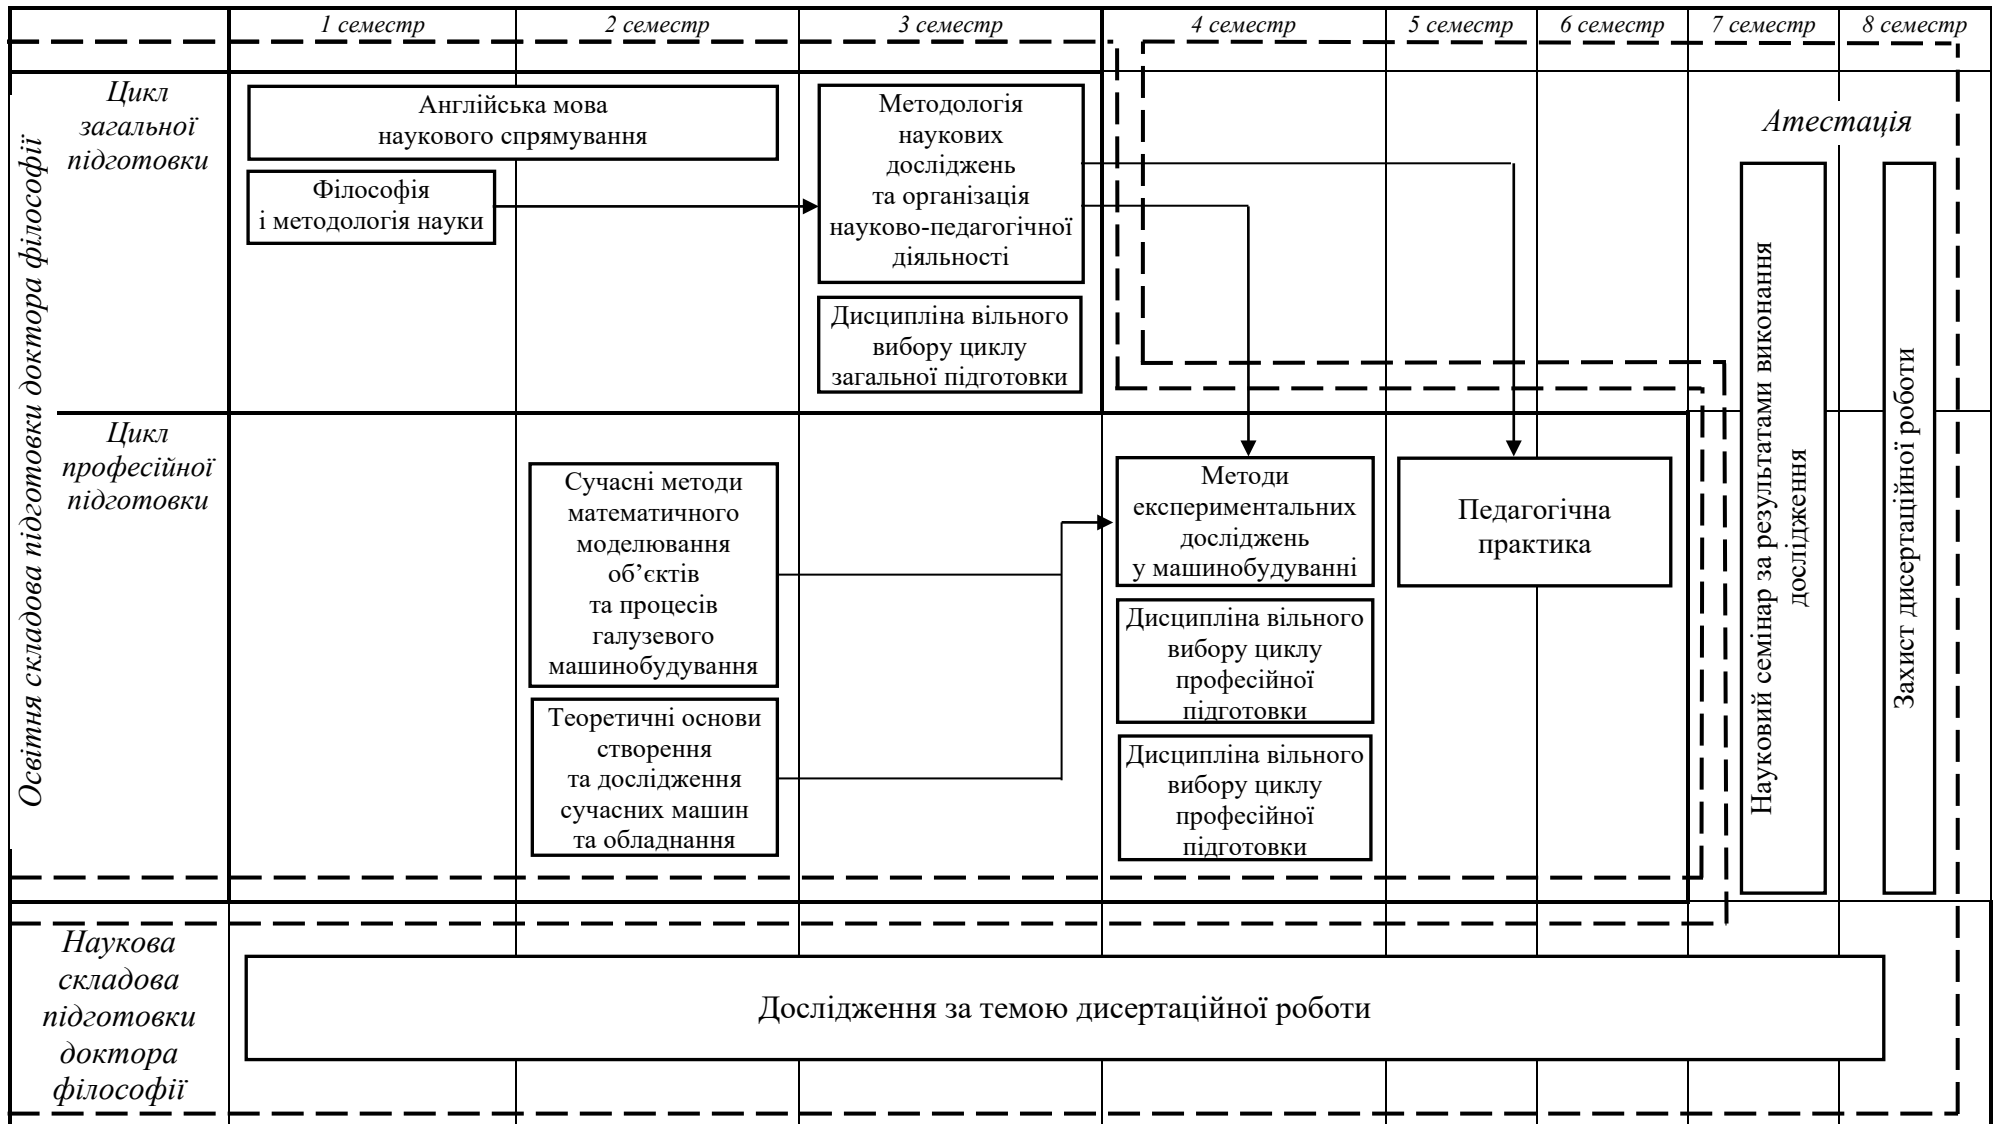 1 семестр
2 семестр
3 семестр
4 семестр
5 семестр
6 семестр
7 семестр
8 семестр
Освітня складова підготовки доктора філософії
Цикл
загальної
підготовки
Англійська мова
наукового спрямування
Філософія
і методологія науки
Методологія
наукових
досліджень
та організація
науково-педагогічної
діяльності
Дисципліна вільного
вибору циклу
загальної підготовки
Атестація
Науковий семінар за результатами виконання
дослідження
Захист дисертаційної роботи
Цикл
професійної
підготовки
Сучасні методи
математичного
моделювання
об’єктів
та процесів
галузевого
машинобудування
Теоретичні основи
створення
та дослідження
сучасних машин
та обладнання
Методи
експериментальних
досліджень
у машинобудуванні
Дисципліна вільного
вибору циклу
професійної
підготовки
Дисципліна вільного
вибору циклу
професійної
підготовки
Педагогічна
практика
Наукова
складова
підготовки
доктора
філософії
Дослідження за темою дисертаційної роботи